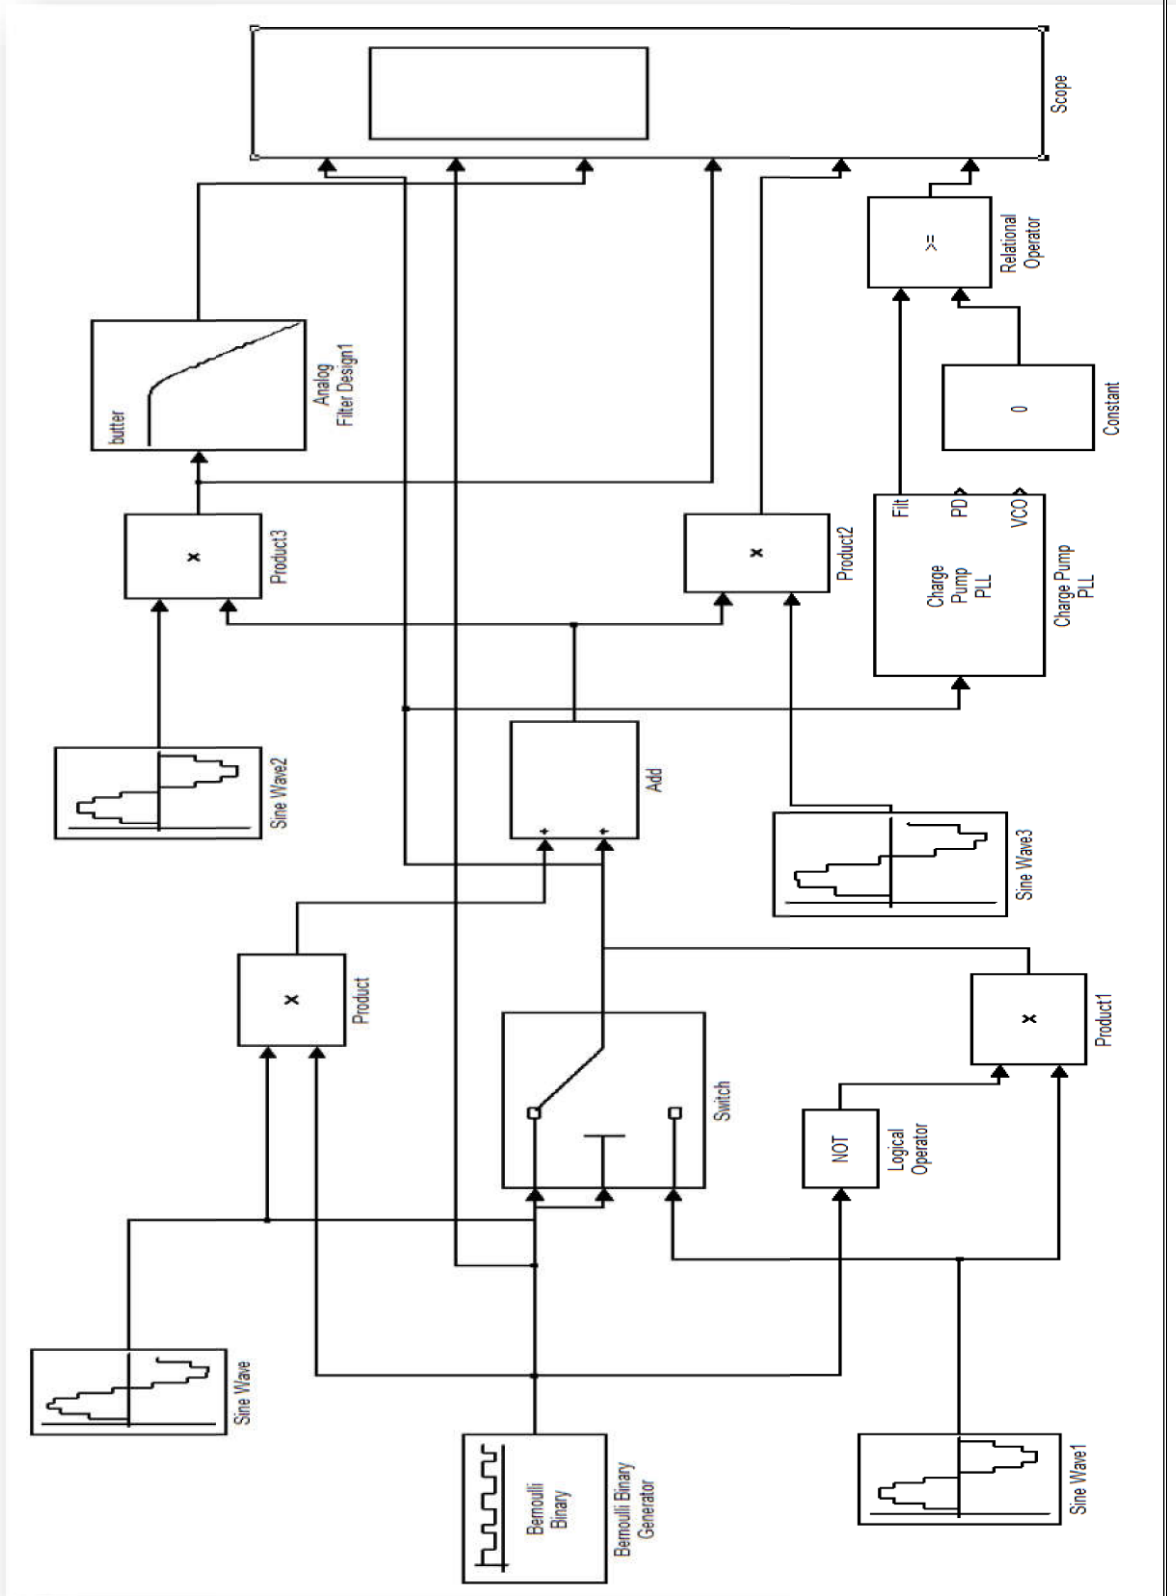 Bernoulli
Binary
Bernoulli Binary
Generator
Sine Wave
Sine Wave1
x
Product
Switch
NOT
Logical
Operator
x
Product1
+
+
Add
Sine Wave2
Sine Wave3
x
Product3
x
Product2
Charge
Pump
PLL
Filt
PD
VCO
Charge Pump
PLL
butter
Analog
Filter Design1
0
Constant
>=
Relational
Operator
Scope